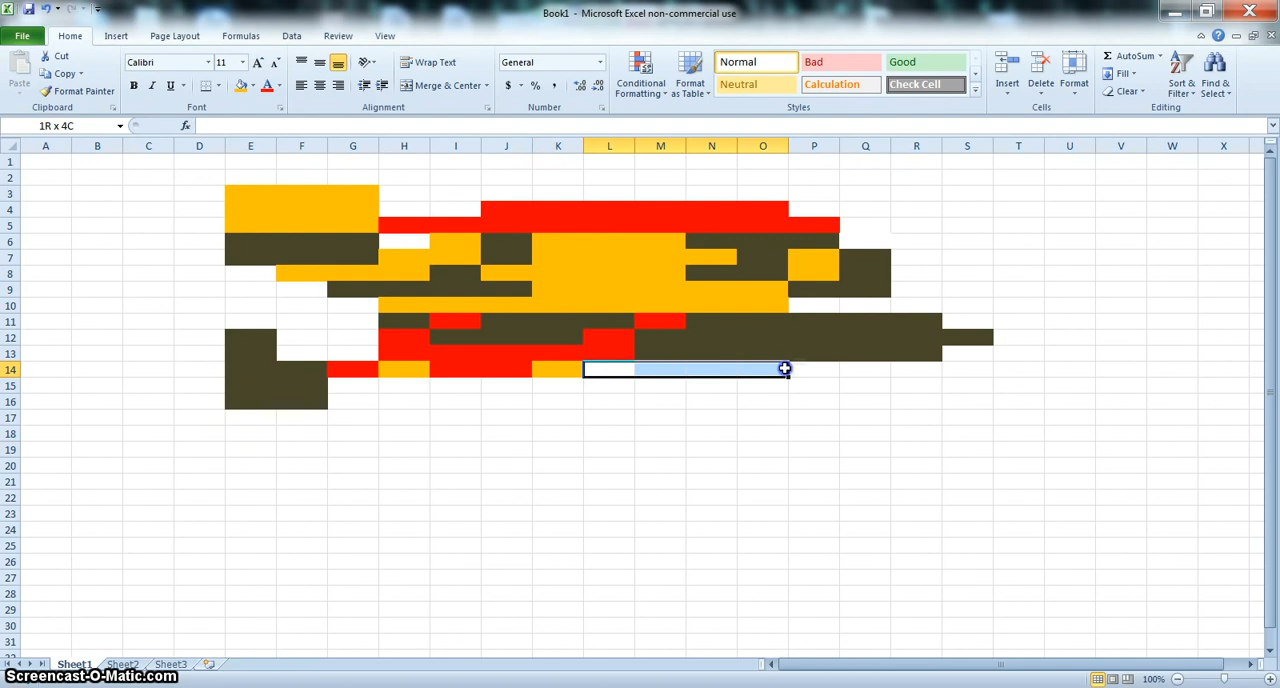 Book1 - Microsoft Excel non-commercial use
File Home Insert Page Layout Formulas Data Review View
Cut
Copy
Format Painter
Paste
Clipboard
Calibri 11
B I U
Font
Wrap Text
Merge & Center
Alignment
General
$ % ,
Number
Conditional Formatting
Format as Table
Normal Bad Good
Neutral Calculation Check Cell
Styles
Insert Delete Format
Cells
AutoSum
Fill
Clear
Sort & Filter
Find & Select
Editing
1R x 4C fx
A B C D E F G H I J K L M N O P Q R S T U V W X
1
2
3
4
5
6
7
8
9
10
11
12
13
14
15
16
17
18
19
20
21
22
23
24
25
26
27
28
29
30
31
Sheet1 Sheet2 Sheet3
Screencast-O-Matic.com
100%